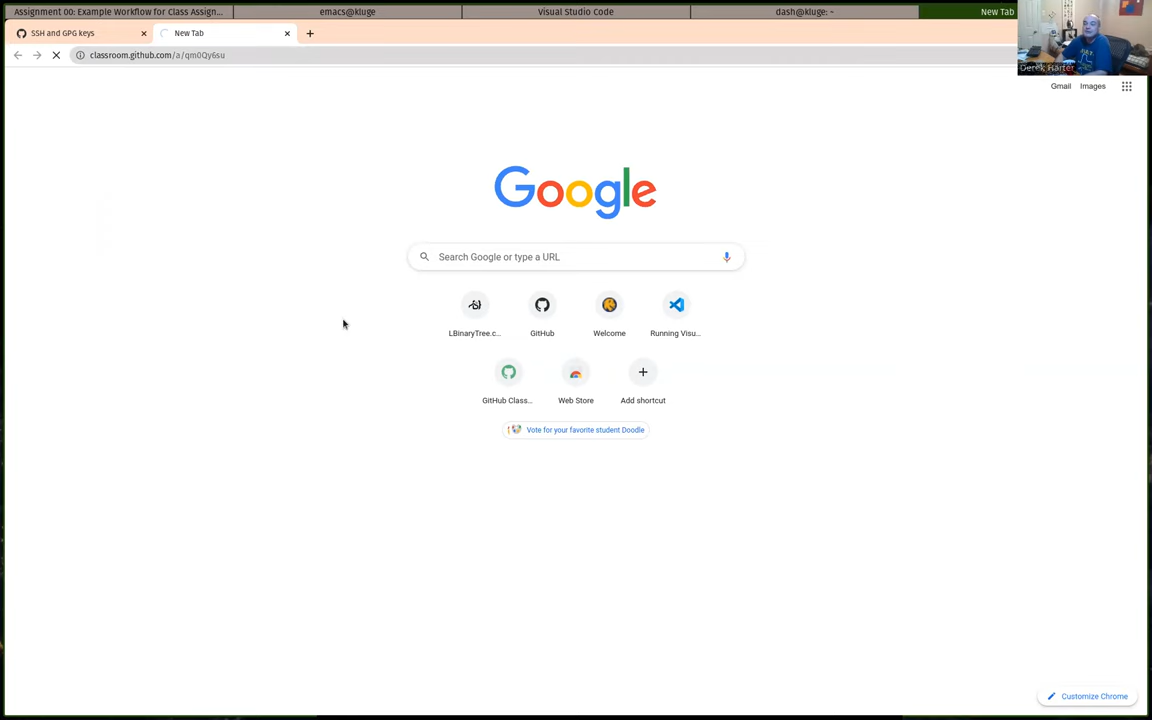 Assignment 00: Example Workflow for Class Assign...
emacs@kluge
Visual Studio Code
dash@kluge: ~
New Tab
SSH and GPG keys
New Tab
classroom.github.com/a/qm0Qy6su
Derek Harter
Gmail
Images
Google
Search Google or type a URL
LBinaryTree.c...
GitHub
Welcome
Running Visu...
GitHub Class...
Web Store
Add shortcut
Vote for your favorite student Doodle
Customize Chrome